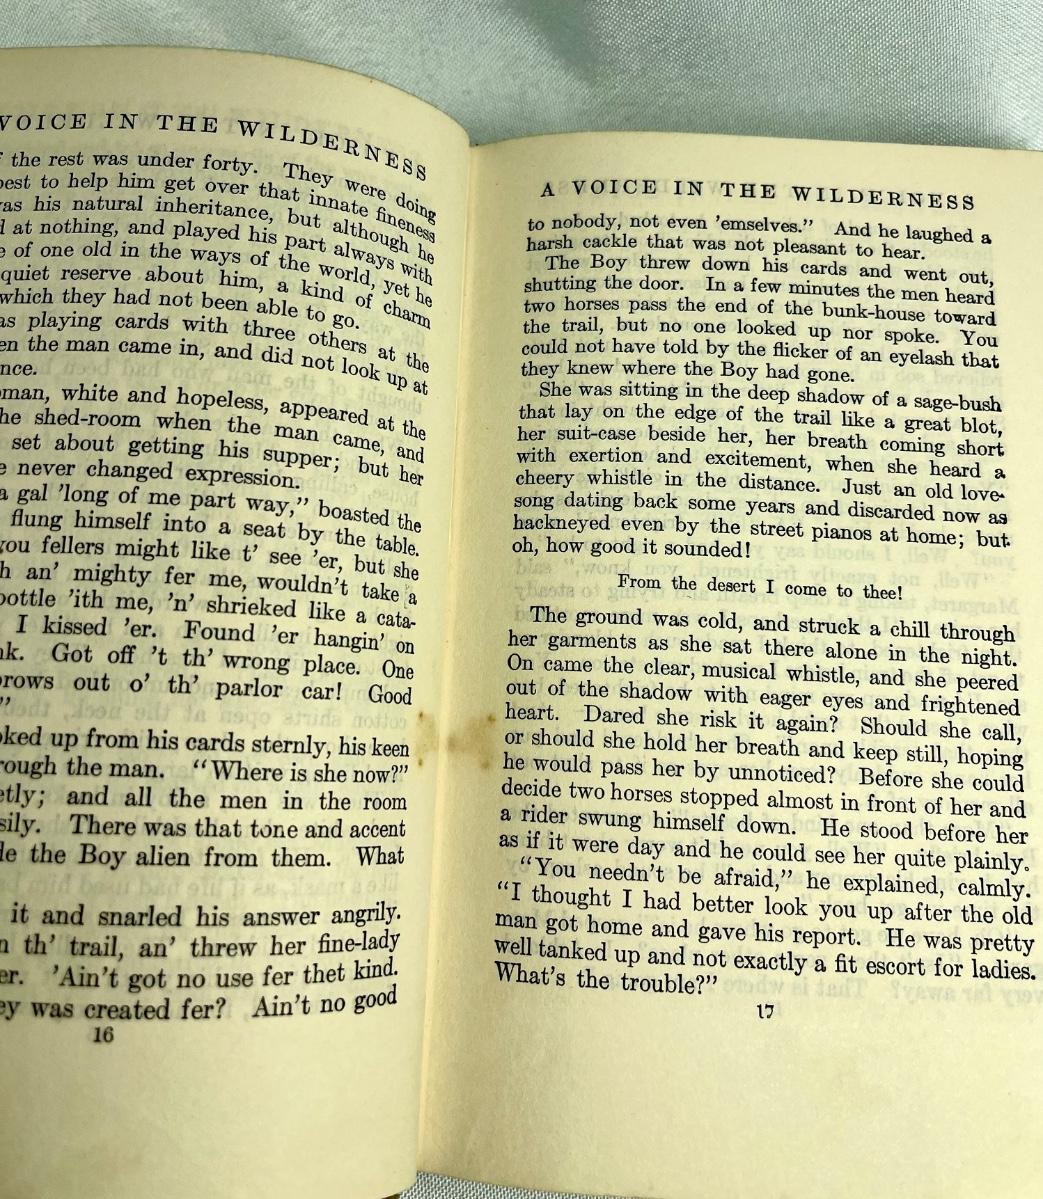 VOICE IN THE WILDERNESS
the rest was under forty. They were doing
to help him get over that innate fineness
was his natural inheritance, but although he
at nothing, and played his part always with
of one old in the ways of the world, yet he
quiet reserve about him, a kind of charm
which they had not been able to go.
playing cards with three others at the
the man came in, and did not look up at
white and hopeless, appeared at the
shed-room when the man came, and
set about getting his supper; but her
never changed expression.
a gal 'long of me part way," boasted the
flung himself into a seat by the table.
you fellers might like t' see 'er, but she
an' mighty fer me, wouldn't take a
bottle 'ith me, 'n' shrieked like a cata-
I kissed 'er. Found 'er hangin' on
Got off 't th' wrong place. One
out o' th' parlor car! Good
"
up from his cards sternly, his keen
the man. "Where is she now?"
and all the men in the room
There was that tone and accent
the Boy alien from them. What
it and snarled his answer angrily.
th' trail, an' threw her fine-lady
'Ain't got no use fer thet kind.
was created fer? Ain't no good
16
A VOICE IN THE WILDERNESS
to nobody, not even 'emselves." And he laughed a
harsh cackle that was not pleasant to hear.
The Boy threw down his cards and went out,
shutting the door. In a few minutes the men heard
two horses pass the end of the bunk-house toward
the trail, but no one looked up nor spoke. You
could not have told by the flicker of an eyelash that
they knew where the Boy had gone.
She was sitting in the deep shadow of a sage-bush
that lay on the edge of the trail like a great blot,
her suit-case beside her, her breath coming short
with exertion and excitement, when she heard a
cheery whistle in the distance. Just an old love-
song dating back some years and discarded now as
hackneyed even by the street pianos at home; but
oh, how good it sounded!
From the desert I come to thee!
The ground was cold, and struck a chill through
her garments as she sat there alone in the night.
On came the clear, musical whistle, and she peered
out of the shadow with eager eyes and frightened
heart. Dared she risk it again? Should she call,
or should she hold her breath and keep still, hoping
he would pass her by unnoticed? Before she could
decide two horses stopped almost in front of her and
a rider swung himself down. He stood before her
as if it were day and he could see her quite plainly.
"You needn't be afraid," he explained, calmly.
"I thought I had better look you up after the old
man got home and gave his report. He was pretty
well tanked up and not exactly a fit escort for ladies.
What's the trouble?"
17